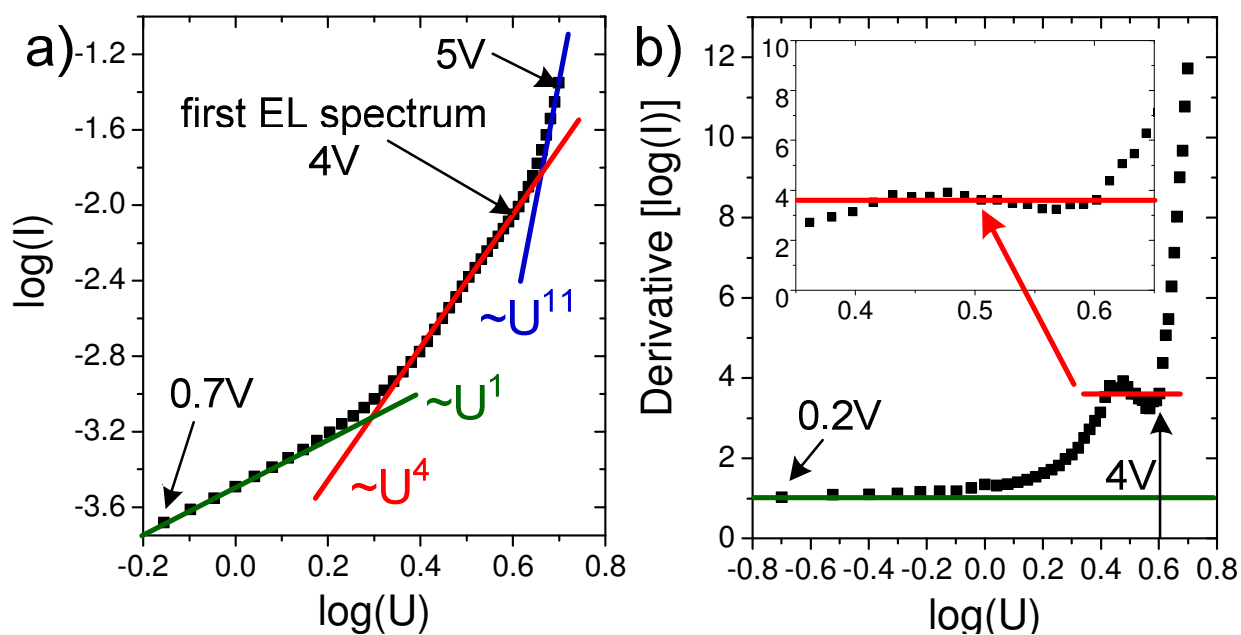 a)
log(I)
-1.2
-1.6
-2.0
-2.4
-2.8
-3.2
-3.6
5V
first EL spectrum
4V
~U¹¹
0.7V
~U¹
~U⁴
-0.2 0.0 0.2 0.4 0.6 0.8
log(U)
b)
Derivative [log(I)]
12
10
8
6
4
2
0
10
8
6
4
2
0
0.4 0.5 0.6
0.2V
4V
-0.8 -0.6 -0.4 -0.2 0.0 0.2 0.4 0.6 0.8
log(U)